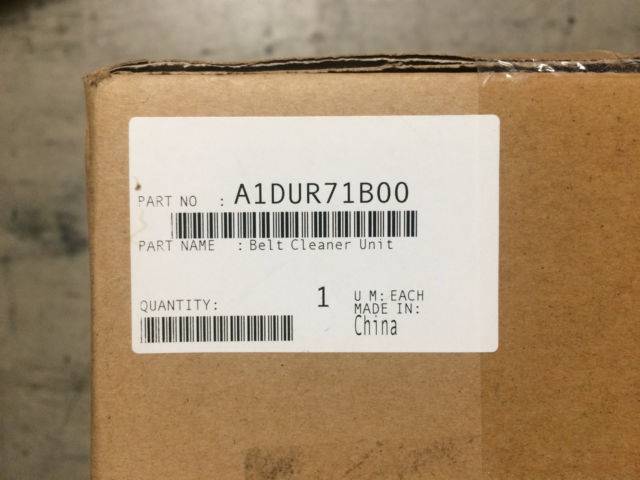 PART NO : A1DUR71B00
PART NAME : Belt Cleaner Unit
QUANTITY: 1 U M: EACH
MADE IN:
China